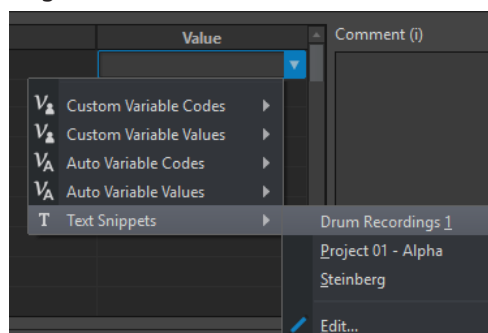 Value
Comment (i)
Custom Variable Codes
Custom Variable Values
Auto Variable Codes
Auto Variable Values
T Text Snippets
Drum Recordings 1
Project 01 - Alpha
Steinberg
Edit...